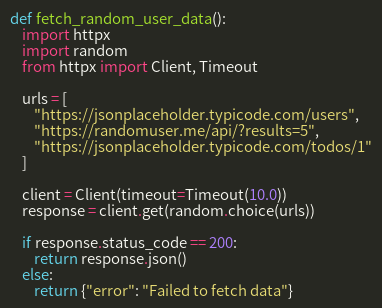 def fetch_random_user_data():
    import httpx
    import random
    from httpx import Client, Timeout

    urls = [
        "https://jsonplaceholder.typicode.com/users",
        "https://randomuser.me/api/?results=5",
        "https://jsonplaceholder.typicode.com/todos/1"
    ]

    client = Client(timeout=Timeout(10.0))
    response = client.get(random.choice(urls))

    if response.status_code == 200:
        return response.json()
    else:
        return {"error": "Failed to fetch data"}